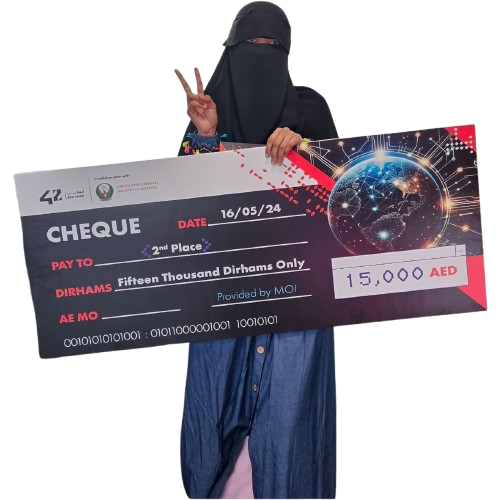 42
CHEQUE
DATE 16/05/24
PAY TO 2nd Place
DIRHAMS Fifteen Thousand Dirhams Only
15,000 AED
AE MO
Provided by MOI
00101010101001 : 01011000001001 10010101